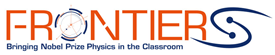 FRONTIERS
Bringing Nobel Prize Physics in the Classroom